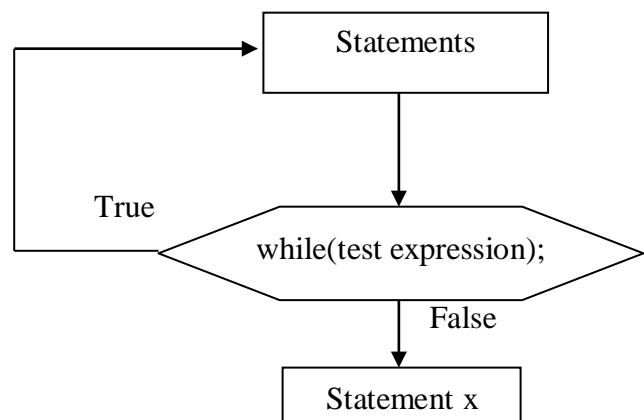 Statements
True
while(test expression);
False
Statement x